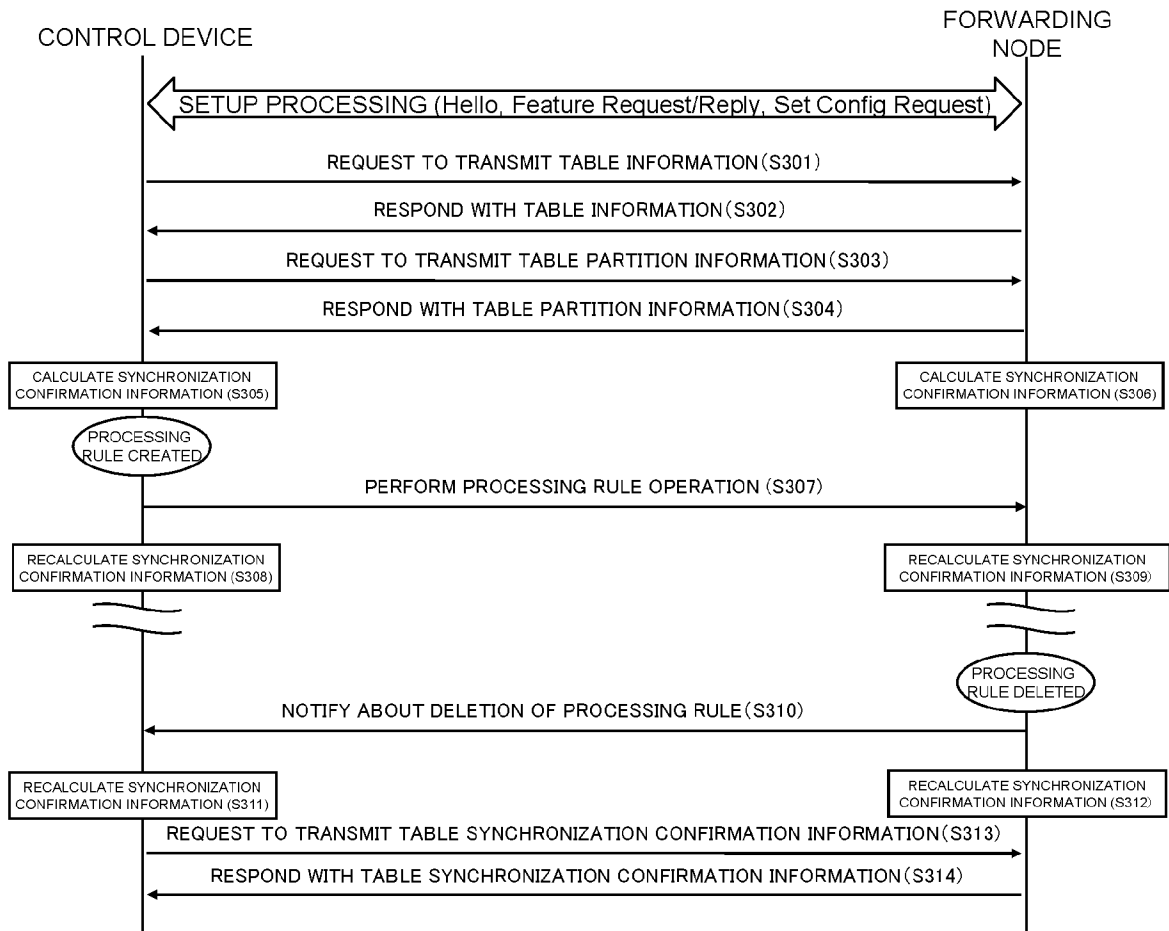 CONTROL DEVICE
FORWARDING
NODE
SETUP PROCESSING (Hello, Feature Request/Reply, Set Config Request)
REQUEST TO TRANSMIT TABLE INFORMATION(S301)
RESPOND WITH TABLE INFORMATION(S302)
REQUEST TO TRANSMIT TABLE PARTITION INFORMATION(S303)
RESPOND WITH TABLE PARTITION INFORMATION(S304)
CALCULATE SYNCHRONIZATION
CONFIRMATION INFORMATION (S305)
CALCULATE SYNCHRONIZATION
CONFIRMATION INFORMATION (S306)
PROCESSING
RULE CREATED
PERFORM PROCESSING RULE OPERATION (S307)
RECALCULATE SYNCHRONIZATION
CONFIRMATION INFORMATION (S308)
RECALCULATE SYNCHRONIZATION
CONFIRMATION INFORMATION (S309)
PROCESSING
RULE DELETED
NOTIFY ABOUT DELETION OF PROCESSING RULE(S310)
RECALCULATE SYNCHRONIZATION
CONFIRMATION INFORMATION (S311)
RECALCULATE SYNCHRONIZATION
CONFIRMATION INFORMATION (S312)
REQUEST TO TRANSMIT TABLE SYNCHRONIZATION CONFIRMATION INFORMATION(S313)
RESPOND WITH TABLE SYNCHRONIZATION CONFIRMATION INFORMATION(S314)